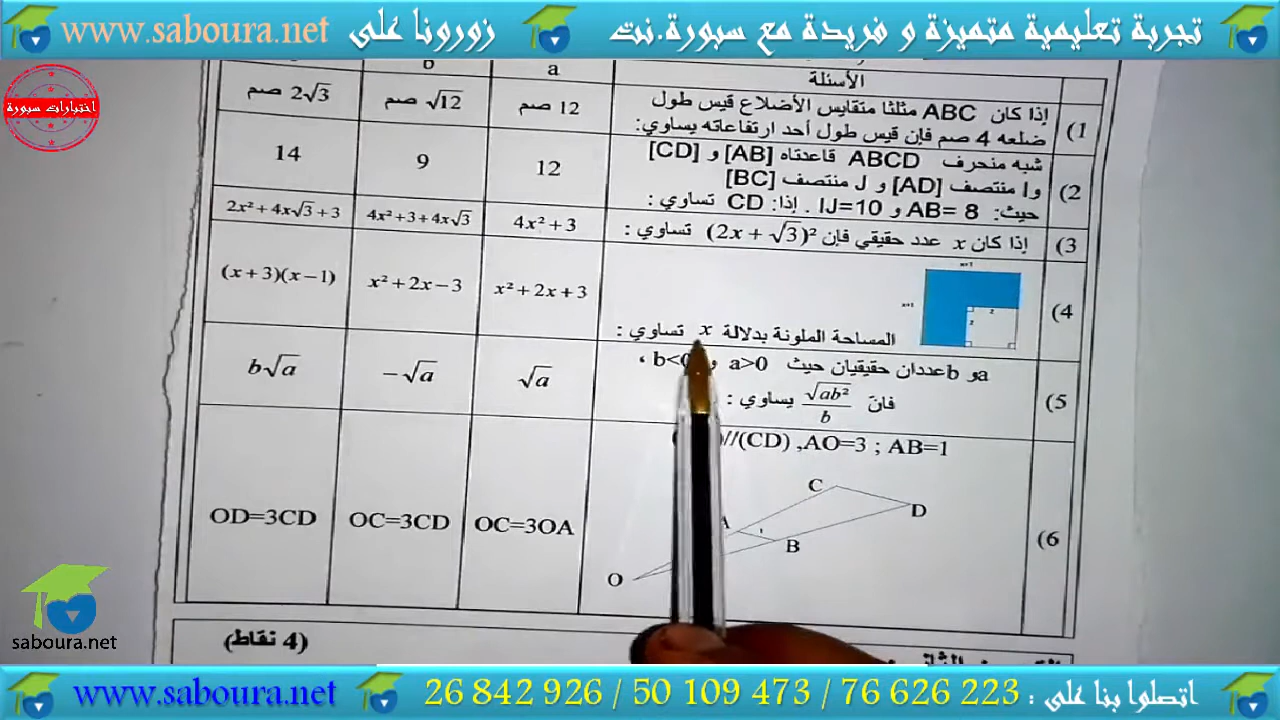 تجربة تعليمية متميزة و فريدة مع سبورة.نت زورونا على www.saboura.net
اختبارات سبورة
الأسئلة a b
1) إذا كان ABC مثلثا متقايس الأضلاع قيس طول
ضلعه 4 صم فإن قيس طول أحد ارتفاعاته يساوي:
12 صم
√12 صم
2√3 صم
2) شبه منحرف ABCD قاعدتاه [AB] و [CD]
وا منتصف [AD] و J منتصف [BC]
حيث: AB= 8 و IJ=10 . إذا: CD تساوي :
12
9
14
3) إذا كان x عدد حقيقي فإن (2x + √3)² تساوي :
4x² + 3
4x² + 3 + 4x√3
2x² + 4x√3 + 3
4) المساحة الملونة بدلالة x تساوي :
x+1
x+1
2
2
x² + 2x + 3
x² + 2x − 3
(x + 3)(x − 1)
5) a و b عددان حقيقيان حيث a>0 و b<0 ،
فان √ab²/b يساوي :
√a
−√a
b√a
6) //(CD) ,AO=3 ; AB=1
C
D
A
B
O
OC=3OA
OC=3CD
OD=3CD
(4 نقاط)
saboura.net
اتصلوا بنا على : 26 842 926 / 50 109 473 / 76 626 223 www.saboura.net